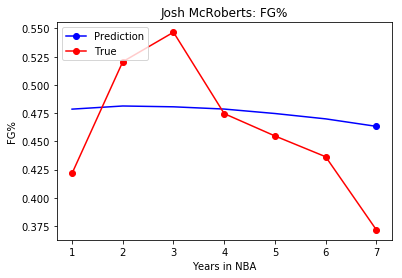 Josh McRoberts: FG%
Prediction
True
0.550
0.525
0.500
0.475
0.450
0.425
0.400
0.375
FG%
1 2 3 4 5 6 7
Years in NBA